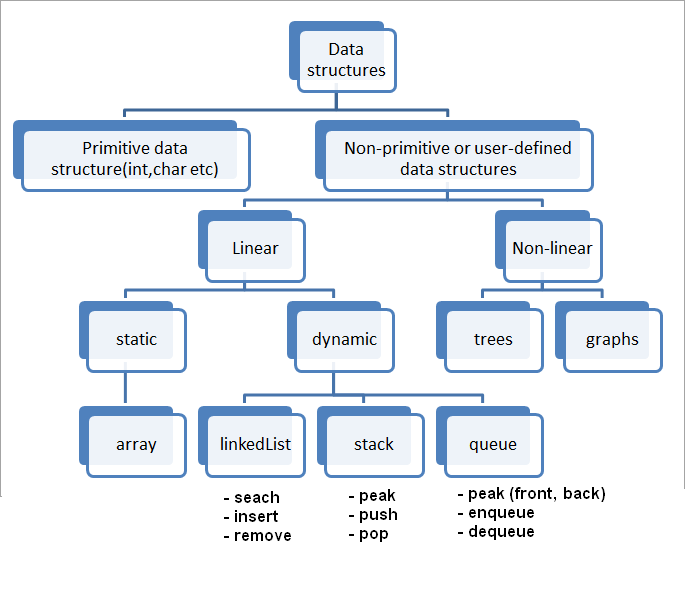 Data
structures
Primitive data
structure(int,char etc)
Non-primitive or user-defined
data structures
Linear
Non-linear
static
dynamic
trees
graphs
array
linkedList
stack
queue
- seach
- insert
- remove
- peak
- push
- pop
- peak (front, back)
- enqueue
- dequeue